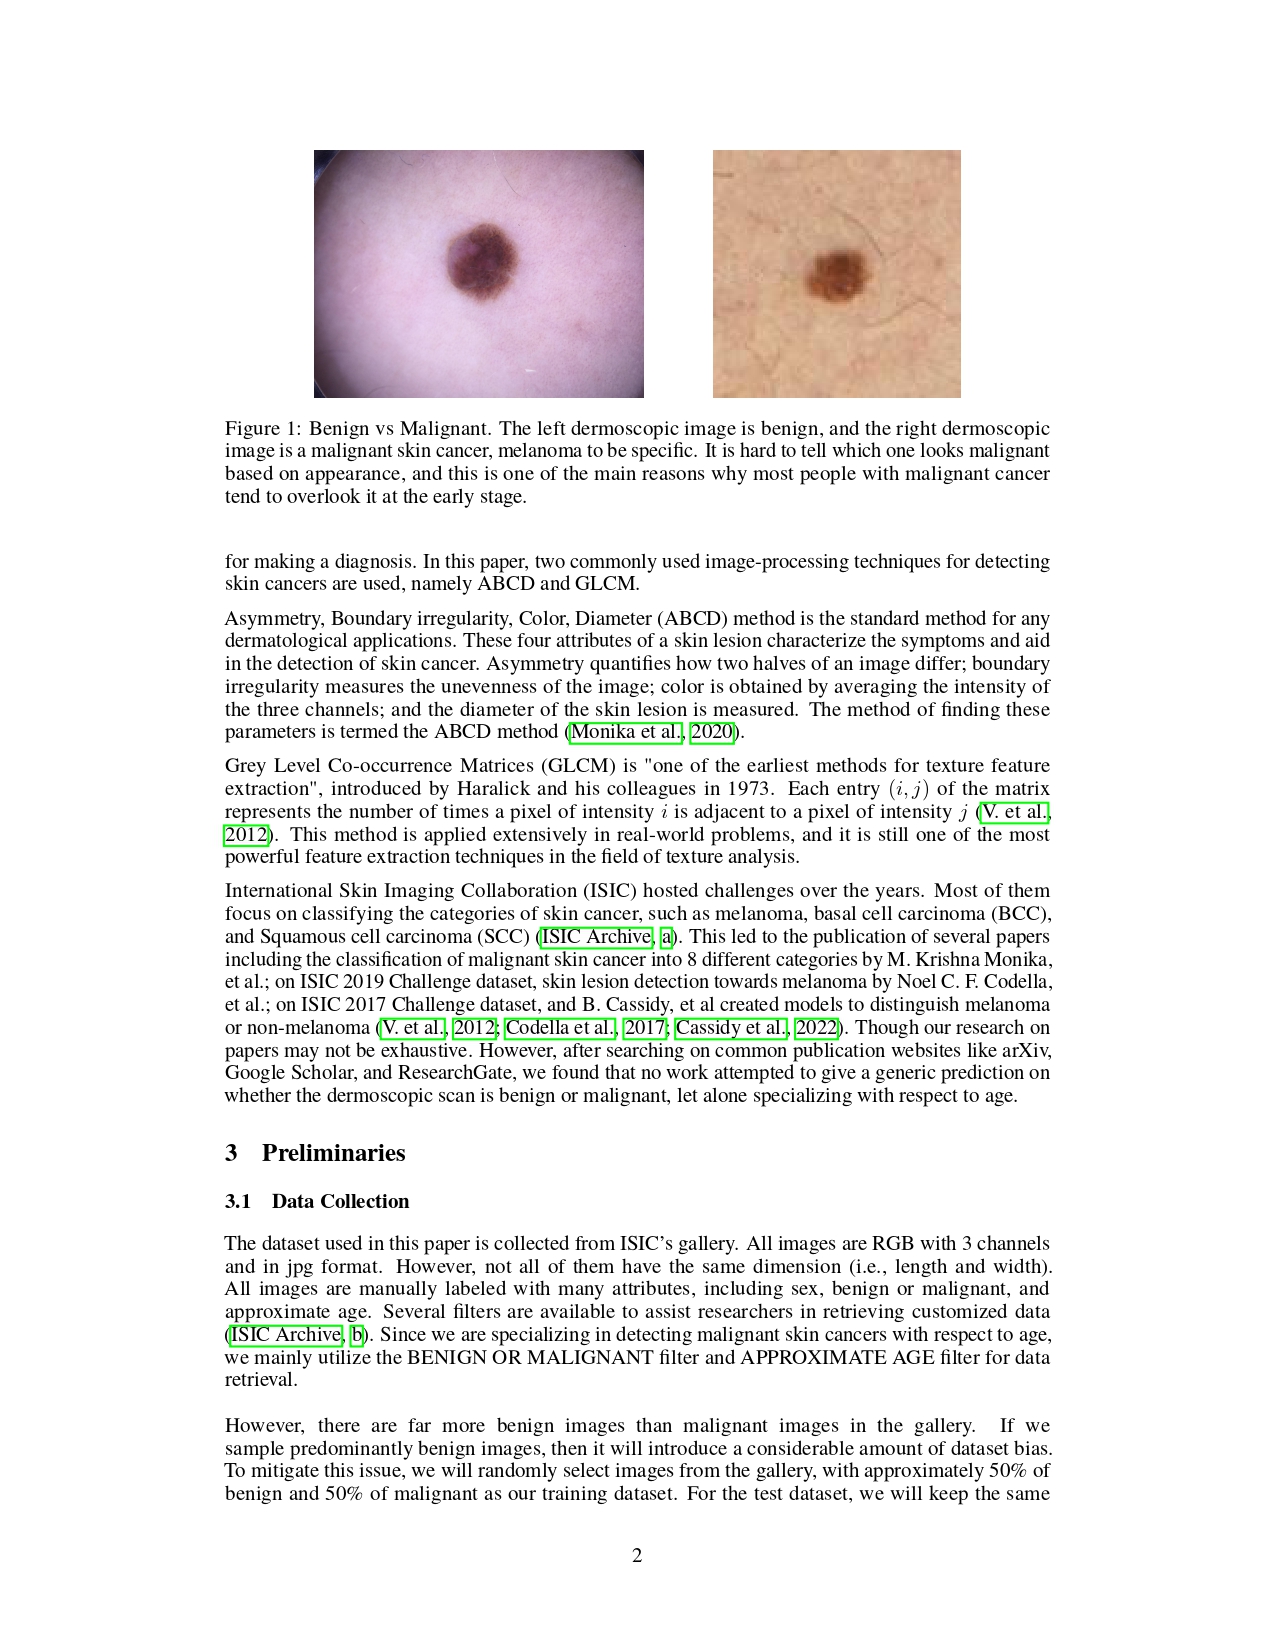 Figure 1: Benign vs Malignant. The left dermoscopic image is benign, and the right dermoscopic
image is a malignant skin cancer, melanoma to be specific. It is hard to tell which one looks malignant
based on appearance, and this is one of the main reasons why most people with malignant cancer
tend to overlook it at the early stage.
for making a diagnosis. In this paper, two commonly used image-processing techniques for detecting
skin cancers are used, namely ABCD and GLCM.
Asymmetry, Boundary irregularity, Color, Diameter (ABCD) method is the standard method for any
dermatological applications. These four attributes of a skin lesion characterize the symptoms and aid
in the detection of skin cancer. Asymmetry quantifies how two halves of an image differ; boundary
irregularity measures the unevenness of the image; color is obtained by averaging the intensity of
the three channels; and the diameter of the skin lesion is measured. The method of finding these
parameters is termed the ABCD method (Monika et al., 2020).
Grey Level Co-occurrence Matrices (GLCM) is "one of the earliest methods for texture feature
extraction", introduced by Haralick and his colleagues in 1973. Each entry (i, j) of the matrix
represents the number of times a pixel of intensity i is adjacent to a pixel of intensity j (V. et al.,
2012). This method is applied extensively in real-world problems, and it is still one of the most
powerful feature extraction techniques in the field of texture analysis.
International Skin Imaging Collaboration (ISIC) hosted challenges over the years. Most of them
focus on classifying the categories of skin cancer, such as melanoma, basal cell carcinoma (BCC),
and Squamous cell carcinoma (SCC) (ISIC Archive, a). This led to the publication of several papers
including the classification of malignant skin cancer into 8 different categories by M. Krishna Monika,
et al.; on ISIC 2019 Challenge dataset, skin lesion detection towards melanoma by Noel C. F. Codella,
et al.; on ISIC 2017 Challenge dataset, and B. Cassidy, et al created models to distinguish melanoma
or non-melanoma (V. et al., 2012; Codella et al., 2017; Cassidy et al., 2022). Though our research on
papers may not be exhaustive. However, after searching on common publication websites like arXiv,
Google Scholar, and ResearchGate, we found that no work attempted to give a generic prediction on
whether the dermoscopic scan is benign or malignant, let alone specializing with respect to age.
3 Preliminaries
3.1 Data Collection
The dataset used in this paper is collected from ISIC's gallery. All images are RGB with 3 channels
and in jpg format. However, not all of them have the same dimension (i.e., length and width).
All images are manually labeled with many attributes, including sex, benign or malignant, and
approximate age. Several filters are available to assist researchers in retrieving customized data
(ISIC Archive, b). Since we are specializing in detecting malignant skin cancers with respect to age,
we mainly utilize the BENIGN OR MALIGNANT filter and APPROXIMATE AGE filter for data
retrieval.
However, there are far more benign images than malignant images in the gallery. If we
sample predominantly benign images, then it will introduce a considerable amount of dataset bias.
To mitigate this issue, we will randomly select images from the gallery, with approximately 50% of
benign and 50% of malignant as our training dataset. For the test dataset, we will keep the same
2